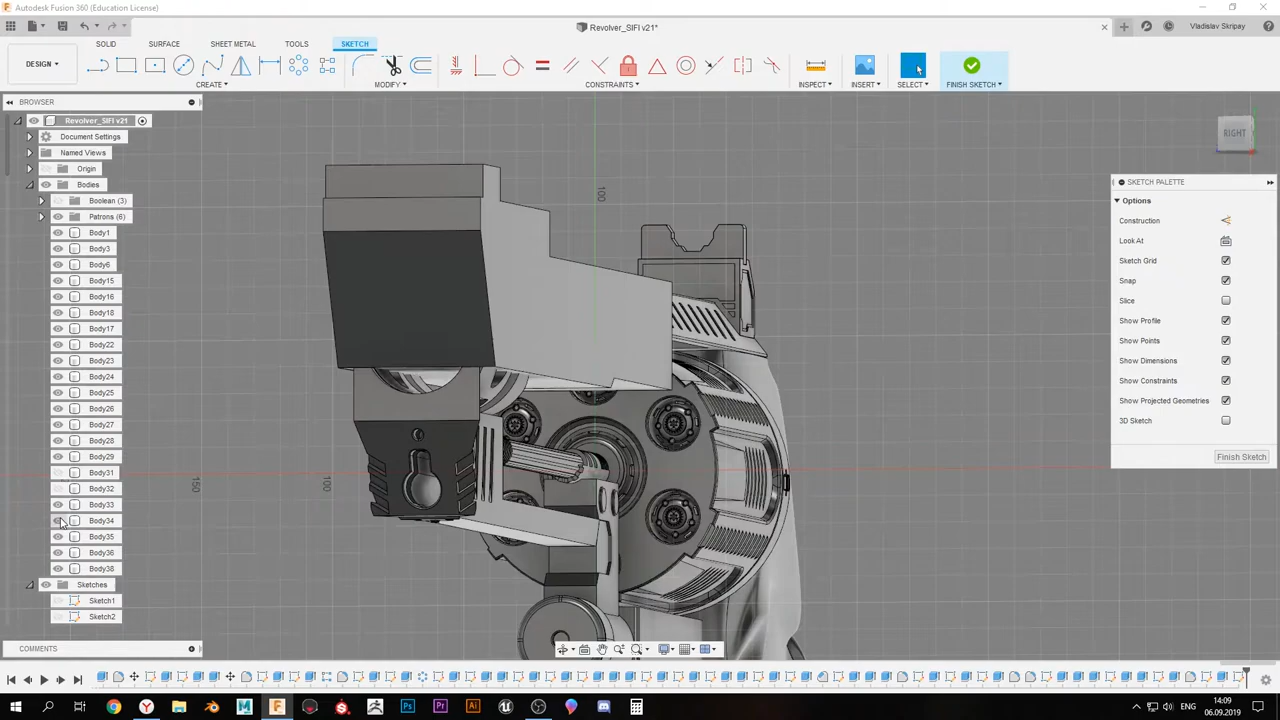 Autodesk Fusion 360 (Education License)
Revolver_SIFI v21*
Vladislav Skripay
DESIGN
SOLID
SURFACE
SHEET METAL
TOOLS
SKETCH
CREATE
MODIFY
CONSTRAINTS
INSPECT
INSERT
SELECT
FINISH SKETCH
BROWSER
Revolver_SIFI v21
Document Settings
Named Views
Origin
Bodies
Boolean (3)
Patrons (6)
Body1
Body3
Body6
Body15
Body16
Body18
Body17
Body22
Body23
Body24
Body25
Body26
Body27
Body28
Body29
Body31
Body32
Body33
Body34
Body35
Body36
Body38
Sketches
Sketch1
Sketch2
COMMENTS
100
150
100
RIGHT
SKETCH PALETTE
Options
Construction
Look At
Sketch Grid
Snap
Slice
Show Profile
Show Points
Show Dimensions
Show Constraints
Show Projected Geometries
3D Sketch
Finish Sketch
14:09
ENG
06.09.2019